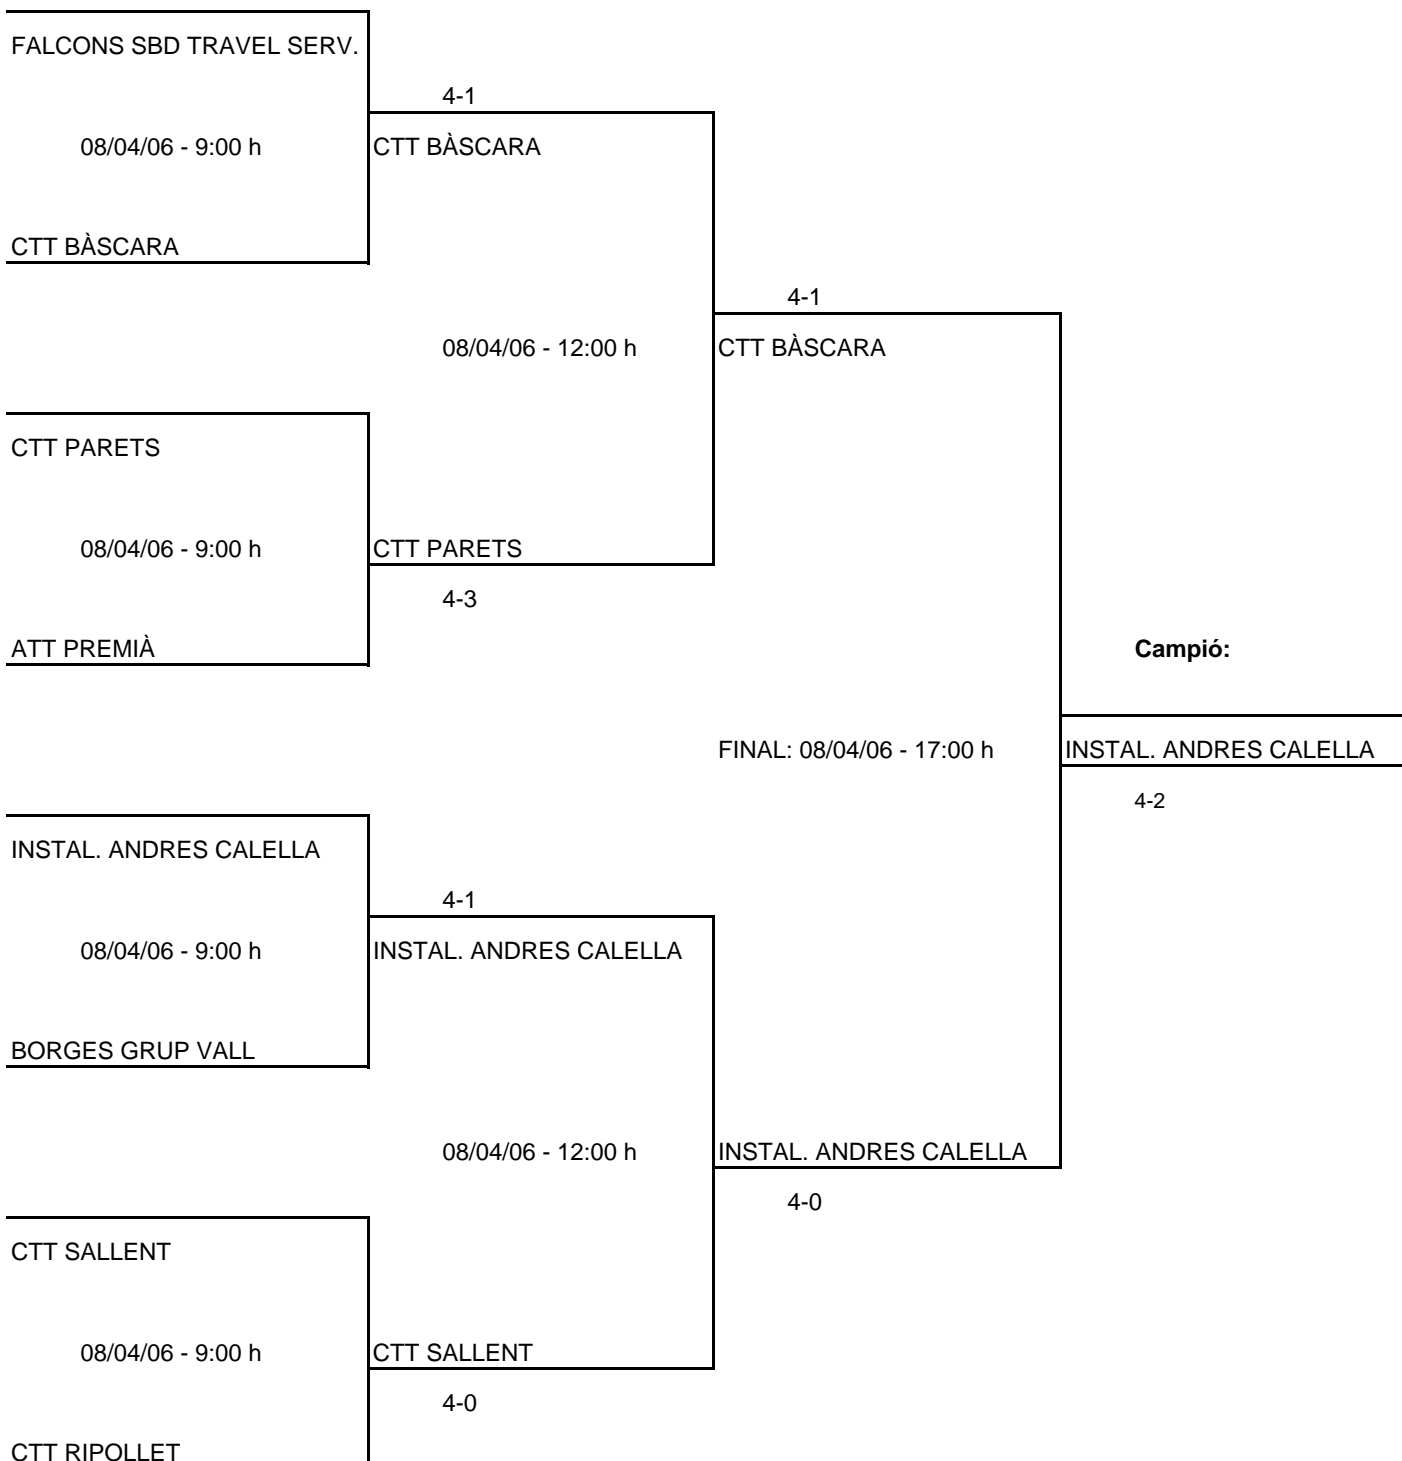 FALCONS SBD TRAVEL SERV.
4-1
08/04/06 - 9:00 h CTT BÀSCARA
CTT BÀSCARA
4-1
08/04/06 - 12:00 h CTT BÀSCARA
CTT PARETS
08/04/06 - 9:00 h CTT PARETS
4-3
ATT PREMIÀ Campió:
FINAL: 08/04/06 - 17:00 h INSTAL. ANDRES CALELLA
4-2
INSTAL. ANDRES CALELLA
4-1
08/04/06 - 9:00 h INSTAL. ANDRES CALELLA
BORGES GRUP VALL
08/04/06 - 12:00 h INSTAL. ANDRES CALELLA
4-0
CTT SALLENT
08/04/06 - 9:00 h CTT SALLENT
4-0
CTT RIPOLLET